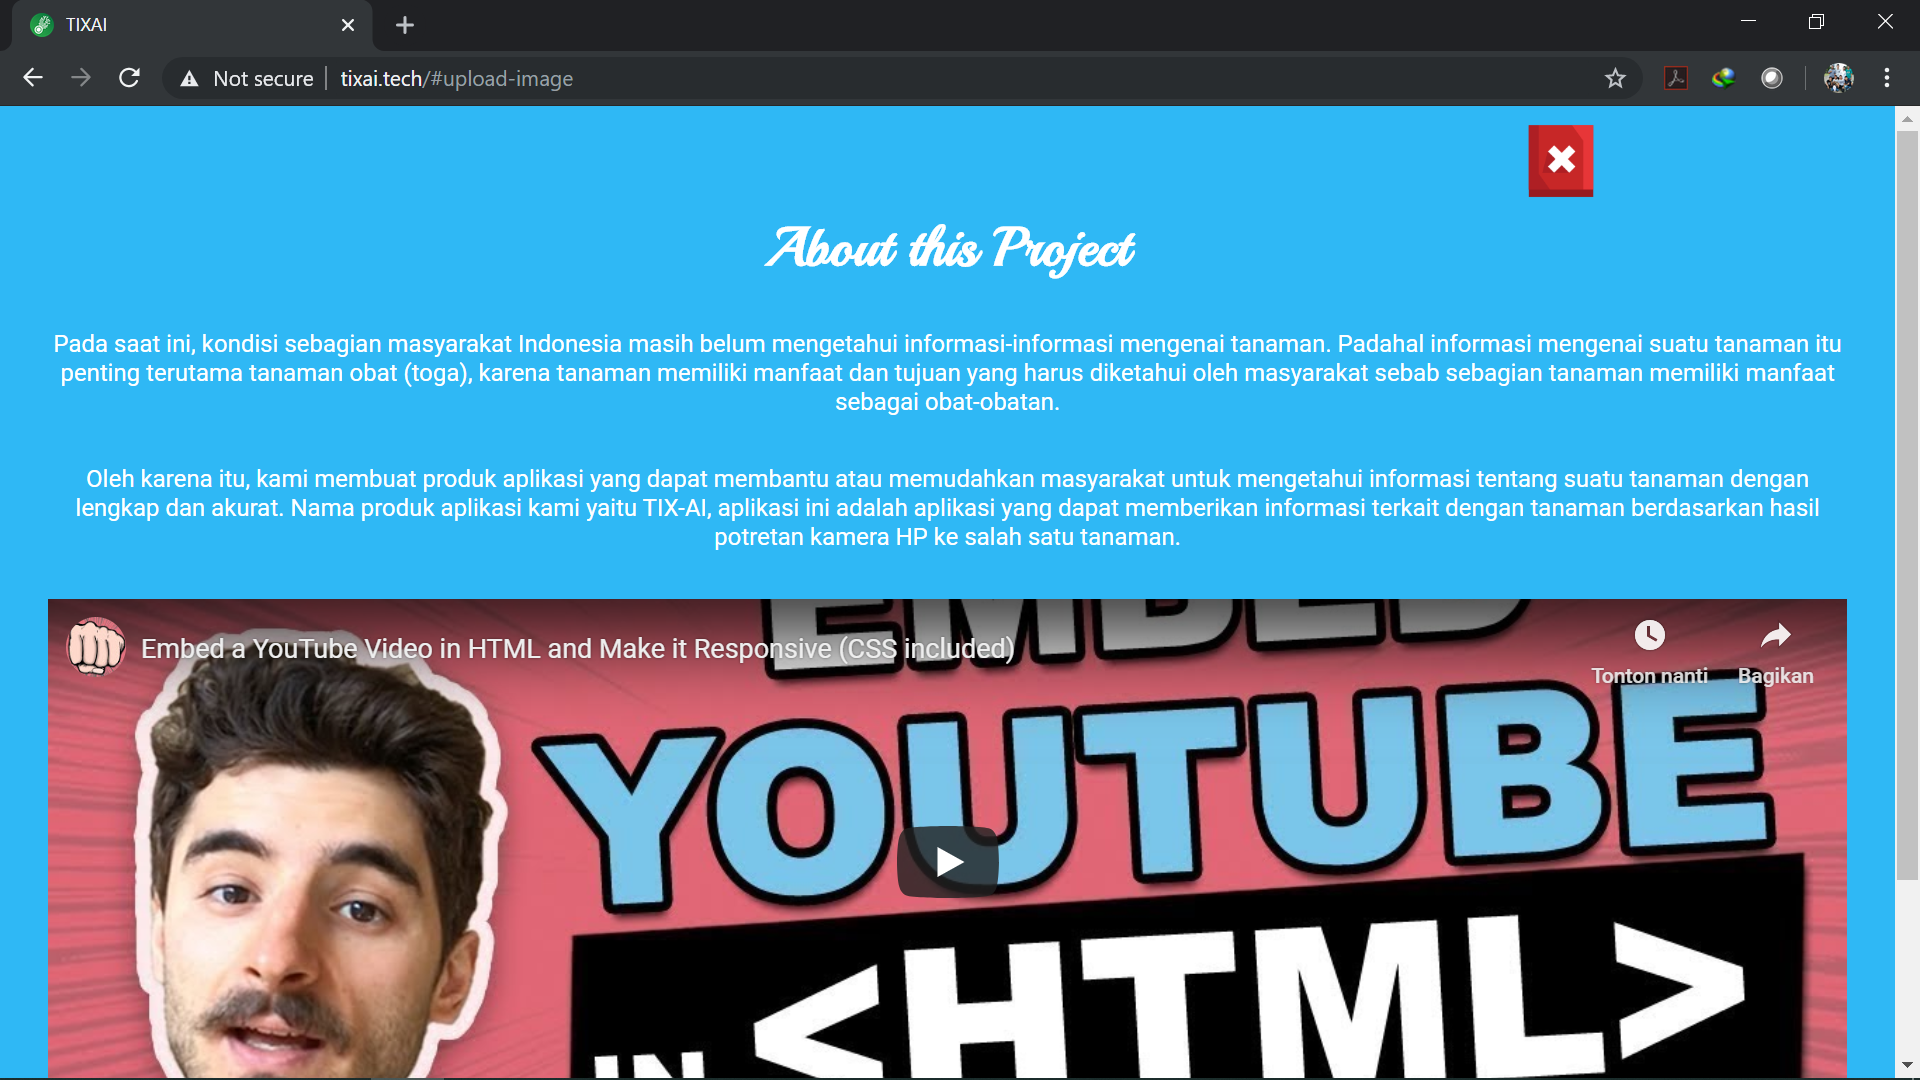 TIXAI
Not secure
tixai.tech/#upload-image
About this Project
Pada saat ini, kondisi sebagian masyarakat Indonesia masih belum mengetahui informasi-informasi mengenai tanaman. Padahal informasi mengenai suatu tanaman itu
penting terutama tanaman obat (toga), karena tanaman memiliki manfaat dan tujuan yang harus diketahui oleh masyarakat sebab sebagian tanaman memiliki manfaat
sebagai obat-obatan.
Oleh karena itu, kami membuat produk aplikasi yang dapat membantu atau memudahkan masyarakat untuk mengetahui informasi tentang suatu tanaman dengan
lengkap dan akurat. Nama produk aplikasi kami yaitu TIX-AI, aplikasi ini adalah aplikasi yang dapat memberikan informasi terkait dengan tanaman berdasarkan hasil
potretan kamera HP ke salah satu tanaman.
EMBED
Embed a YouTube Video in HTML and Make it Responsive (CSS included)
Tonton nanti
Bagikan
YOUTUBE
IN <HTML>